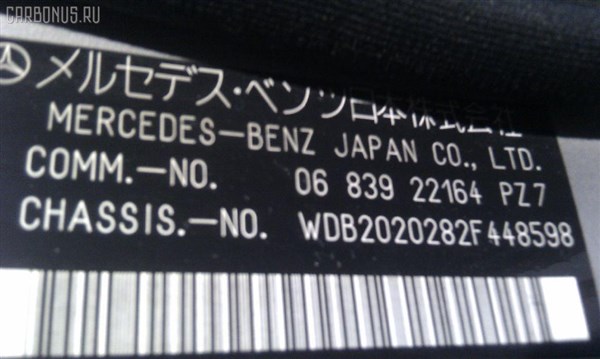 CARBONUS.RU
メルセデス・ベンツ日本株式会社
MERCEDES-BENZ JAPAN CO., LTD.
COMM.-NO. 06 839 22164 PZ7
CHASSIS.-NO. WDB2020282F448598